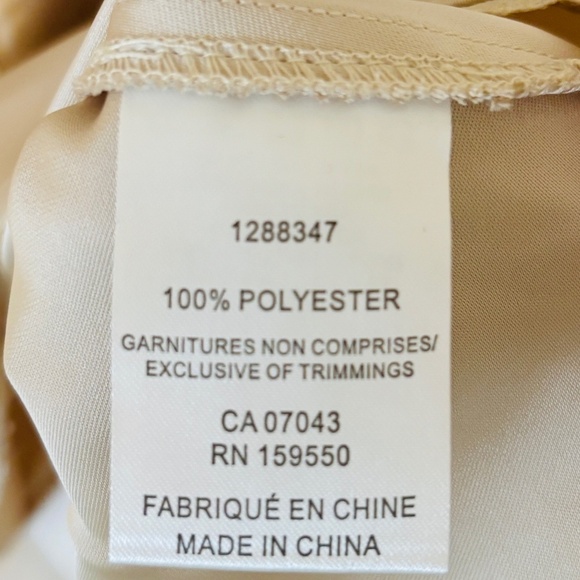 1288347
100% POLYESTER
GARNITURES NON COMPRISES/
EXCLUSIVE OF TRIMMINGS
CA 07043
RN 159550
FABRIQUÉ EN CHINE
MADE IN CHINA